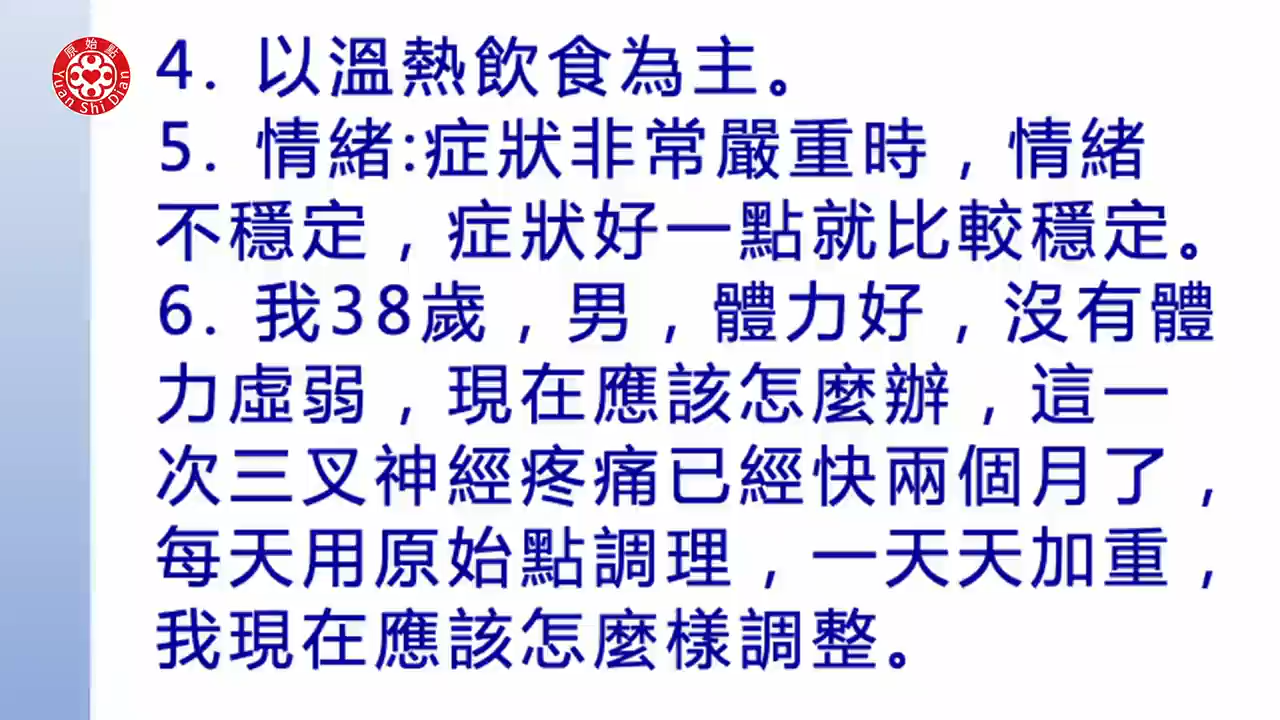 原始點
Yuan Shi Dian
4. 以溫熱飲食為主。
5. 情緒:症狀非常嚴重時，情緒
不穩定，症狀好一點就比較穩定。
6. 我38歲，男，體力好，沒有體
力虛弱，現在應該怎麼辦，這一
次三叉神經疼痛已經快兩個月了，
每天用原始點調理，一天天加重，
我現在應該怎麼樣調整。